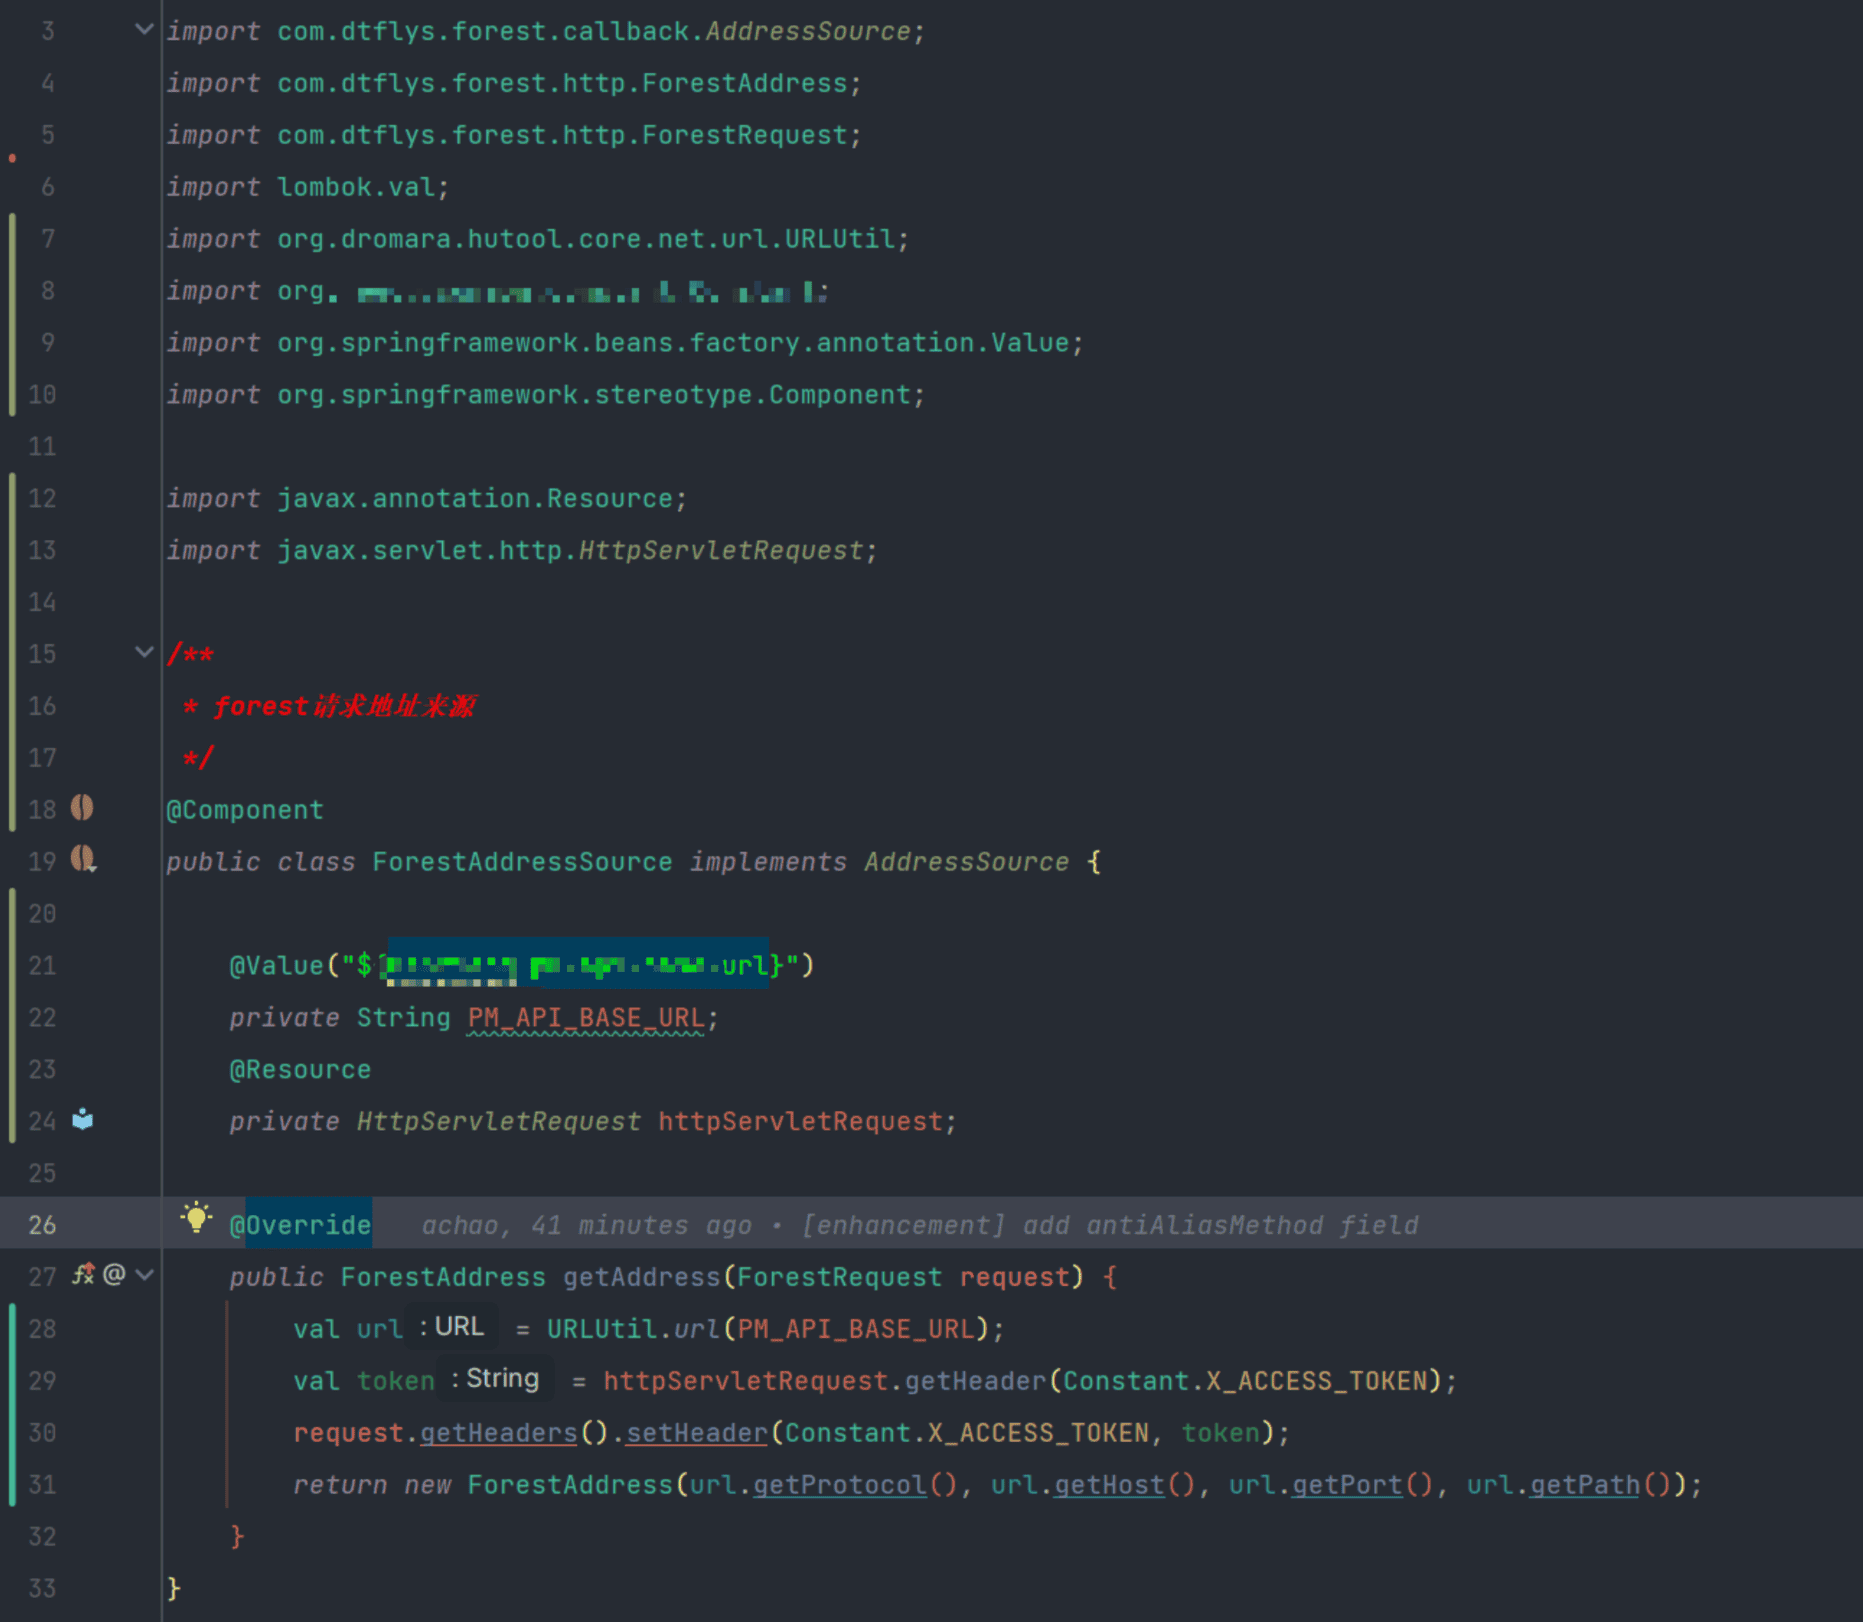 3 import com.dtflys.forest.callback.AddressSource;
4 import com.dtflys.forest.http.ForestAddress;
5 import com.dtflys.forest.http.ForestRequest;
6 import lombok.val;
7 import org.dromara.hutool.core.net.url.URLUtil;
8 import org.
9 import org.springframework.beans.factory.annotation.Value;
10 import org.springframework.stereotype.Component;
11
12 import javax.annotation.Resource;
13 import javax.servlet.http.HttpServletRequest;
14
15 /**
16 * forest请求地址来源
17 */
18 @Component
19 public class ForestAddressSource implements AddressSource {
20
21 @Value("${ url}")
22 private String PM_API_BASE_URL;
23 @Resource
24 private HttpServletRequest httpServletRequest;
25
26 @Override achao, 41 minutes ago • [enhancement] add antiAliasMethod field
27 public ForestAddress getAddress(ForestRequest request) {
28 val url : URL = URLUtil.url(PM_API_BASE_URL);
29 val token : String = httpServletRequest.getHeader(Constant.X_ACCESS_TOKEN);
30 request.getHeaders().setHeader(Constant.X_ACCESS_TOKEN, token);
31 return new ForestAddress(url.getProtocol(), url.getHost(), url.getPort(), url.getPath());
32 }
33 }